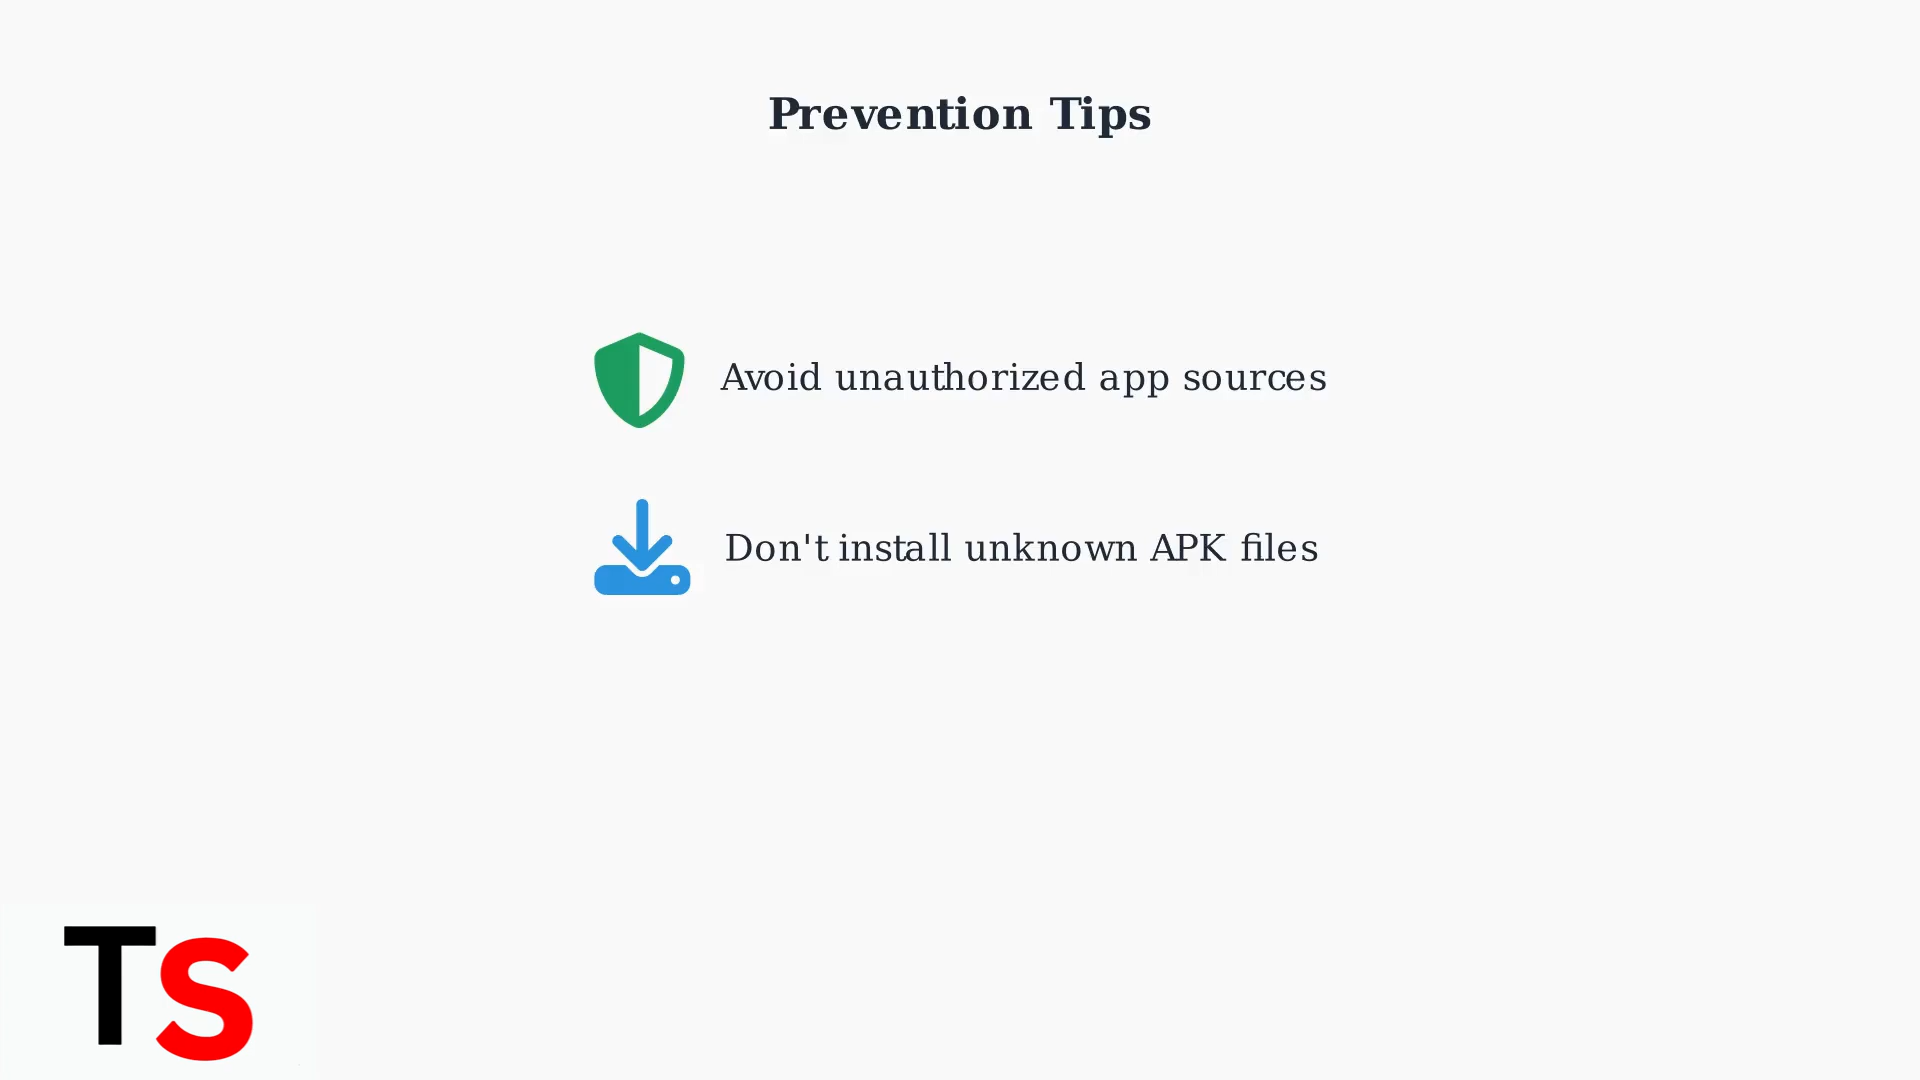 Prevention Tips
Avoid unauthorized app sources
Don't install unknown APK files
TS